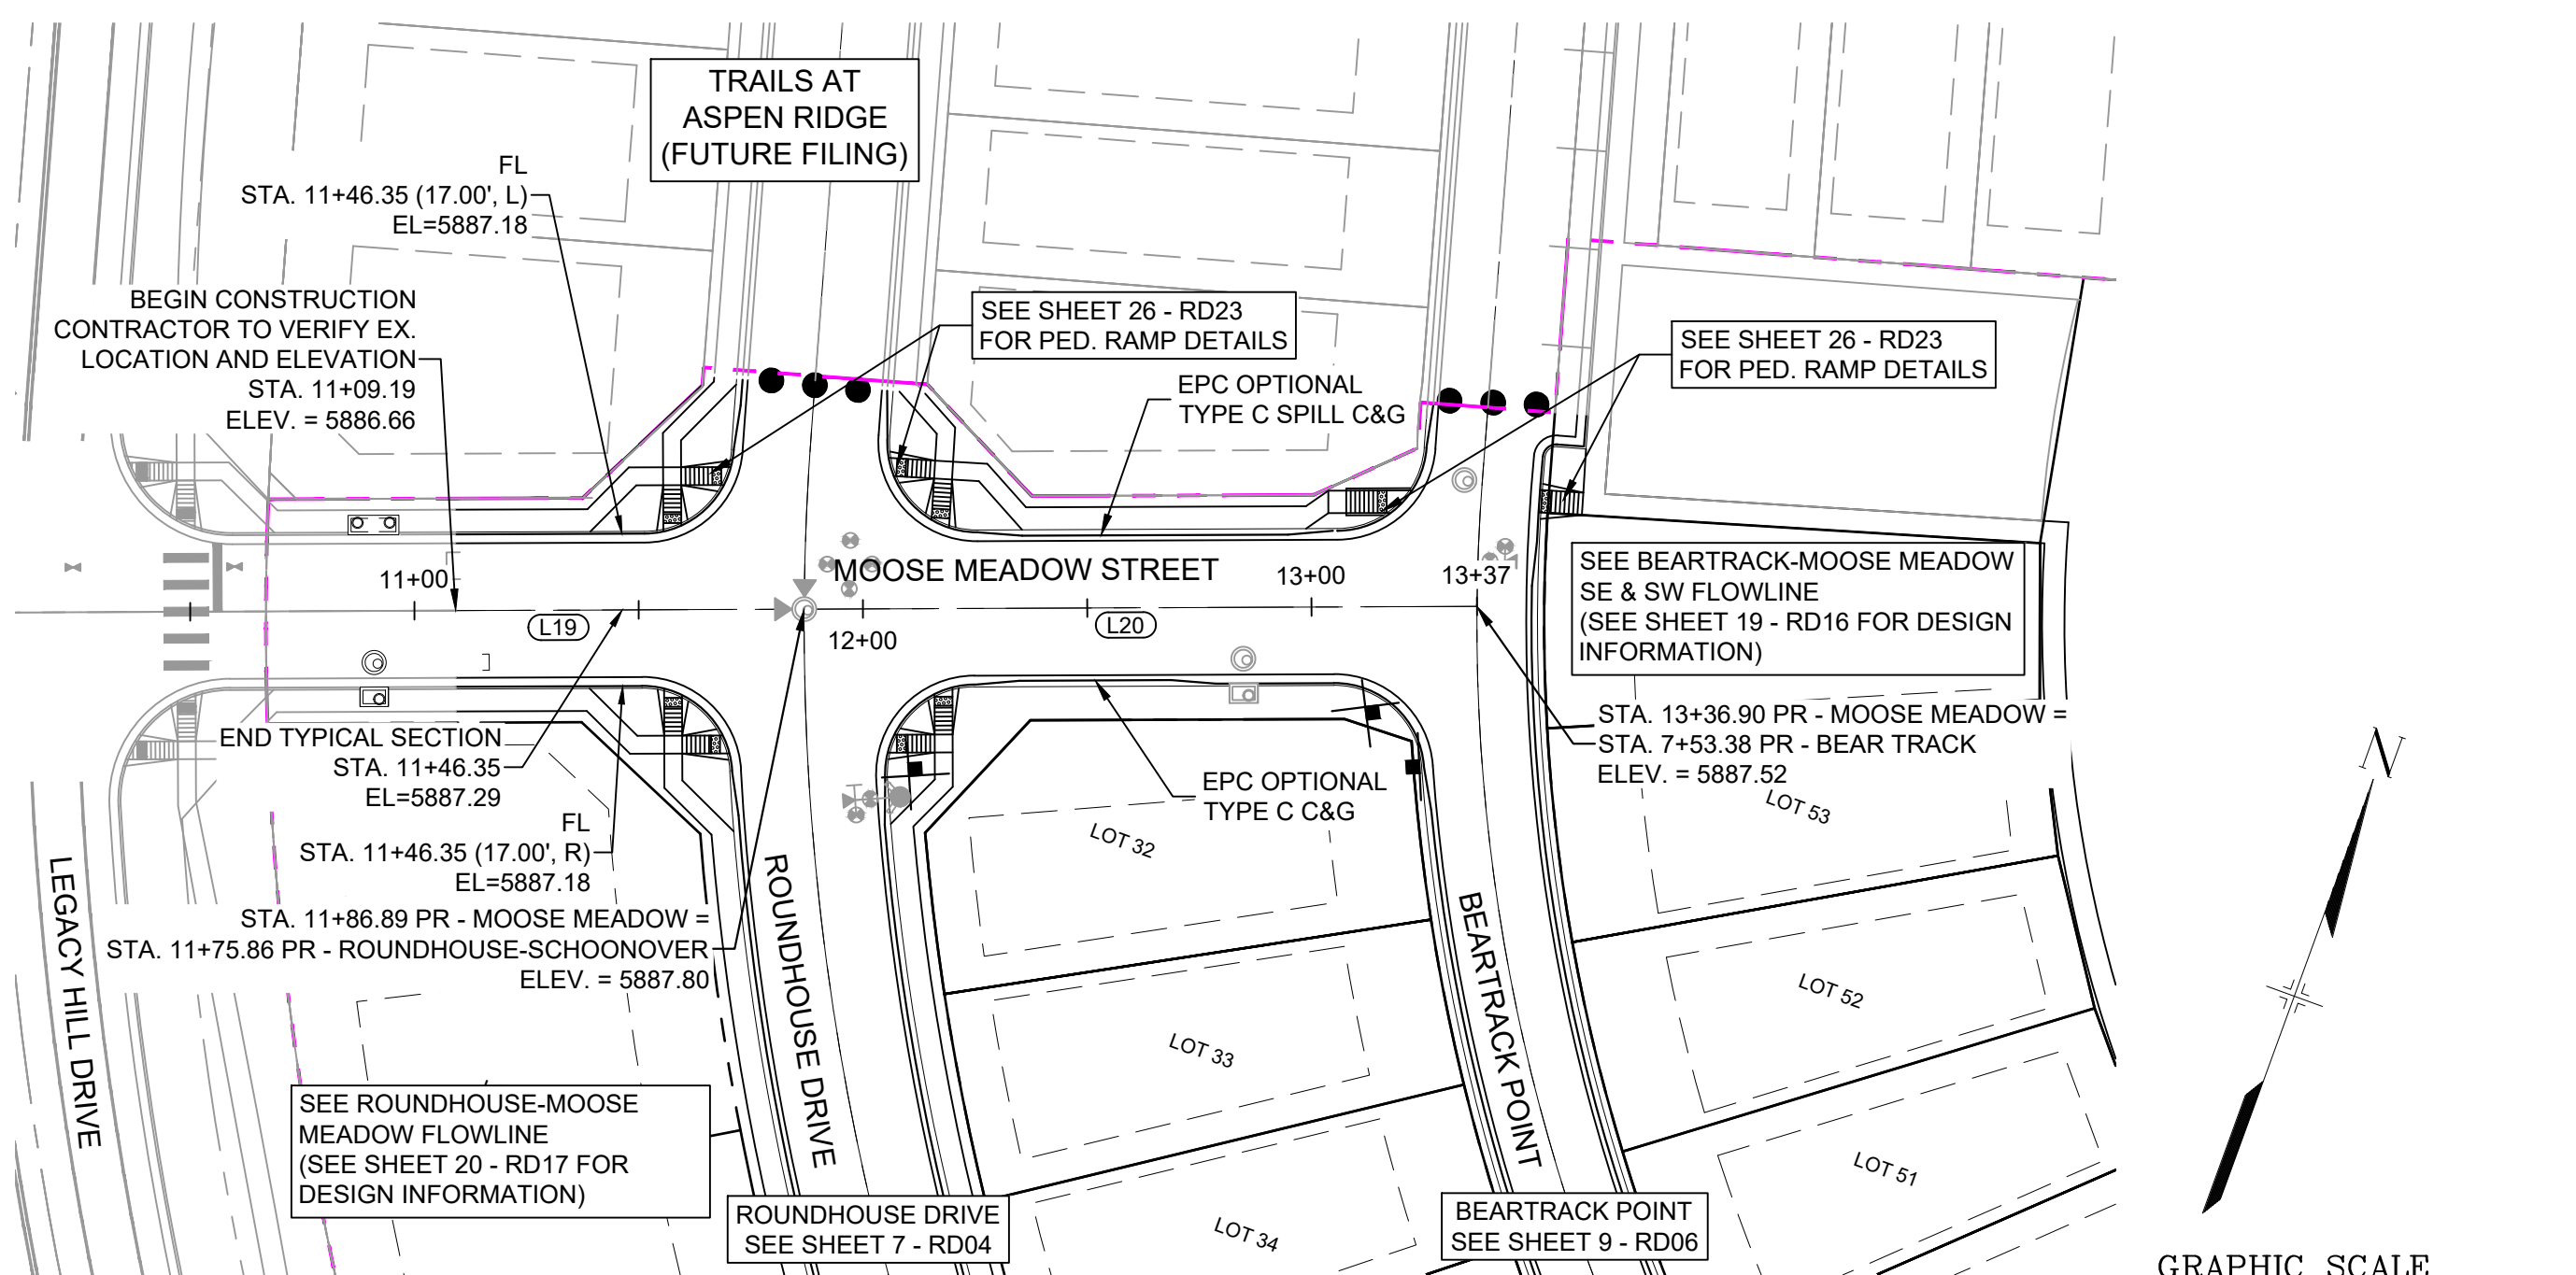 TRAILS AT
ASPEN RIDGE
(FUTURE FILING)
FL
STA. 11+46.35 (17.00', L)
EL=5887.18
BEGIN CONSTRUCTION
CONTRACTOR TO VERIFY EX.
LOCATION AND ELEVATION
STA. 11+09.19
ELEV. = 5886.66
SEE SHEET 26 - RD23
FOR PED. RAMP DETAILS
SEE SHEET 26 - RD23
FOR PED. RAMP DETAILS
EPC OPTIONAL
TYPE C SPILL C&G
MOOSE MEADOW STREET
11+00
13+00
13+37
12+00
L19
L20
SEE BEARTRACK-MOOSE MEADOW
SE & SW FLOWLINE
(SEE SHEET 19 - RD16 FOR DESIGN
INFORMATION)
STA. 13+36.90 PR - MOOSE MEADOW =
STA. 7+53.38 PR - BEAR TRACK
ELEV. = 5887.52
END TYPICAL SECTION
STA. 11+46.35
EL=5887.29
FL
STA. 11+46.35 (17.00', R)
EL=5887.18
EPC OPTIONAL
TYPE C C&G
STA. 11+86.89 PR - MOOSE MEADOW =
STA. 11+75.86 PR - ROUNDHOUSE-SCHOONOVER
ELEV. = 5887.80
LEGACY HILL DRIVE
ROUNDHOUSE DRIVE
BEARTRACK POINT
LOT 32
LOT 33
LOT 34
LOT 53
LOT 52
LOT 51
SEE ROUNDHOUSE-MOOSE
MEADOW FLOWLINE
(SEE SHEET 20 - RD17 FOR
DESIGN INFORMATION)
ROUNDHOUSE DRIVE
SEE SHEET 7 - RD04
BEARTRACK POINT
SEE SHEET 9 - RD06
N
GRAPHIC SCALE